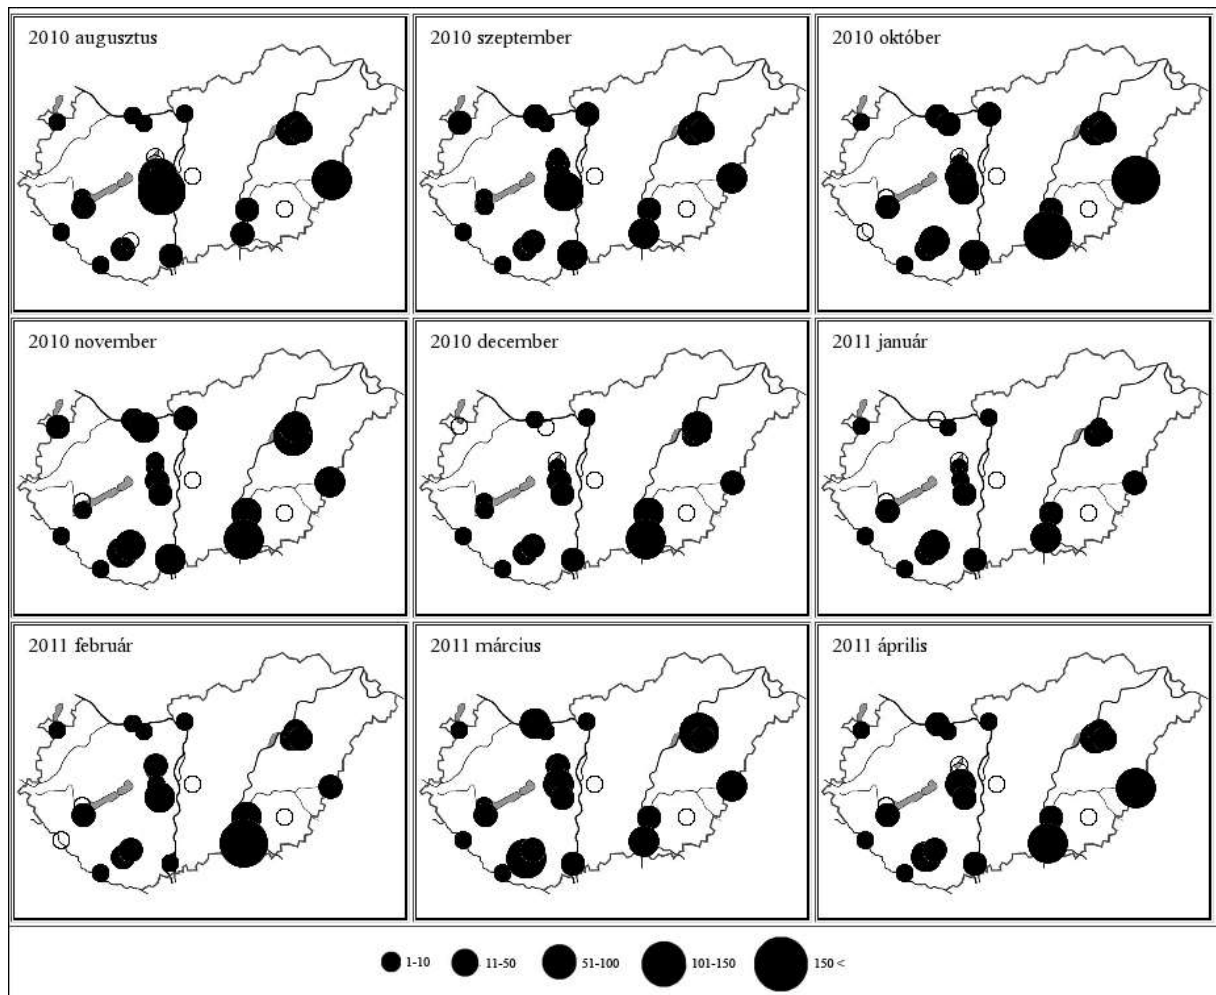 2010 augusztus
2010 szeptember
2010 október
2010 november
2010 december
2011 január
2011 február
2011 március
2011 április
1-10
11-50
51-100
101-150
150 <